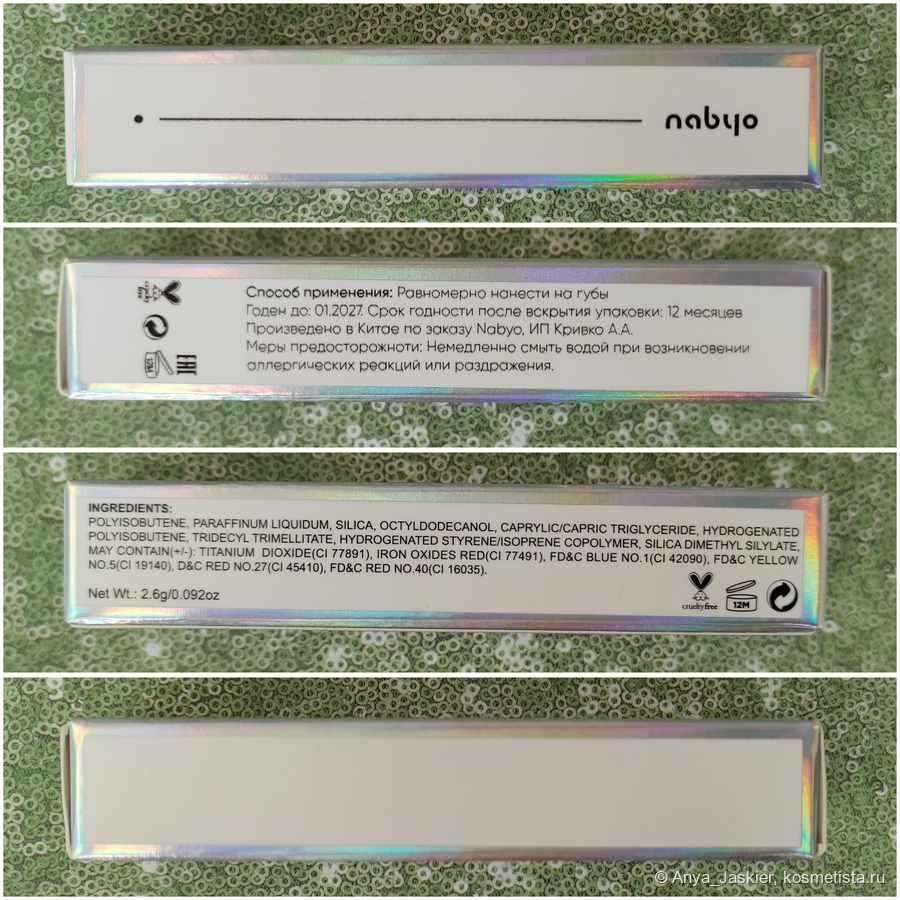 nabyo
Способ применения: Равномерно нанести на губы
Годен до: 01.2027. Срок годности после вскрытия упаковки: 12 месяцев
Произведено в Китае по заказу Nabyo, ИП Кривко А.А.
Меры предосторожноти: Немедленно смыть водой при возникновении
аллергических реакций или раздражения.
cruelty free
12M
EAC
INGREDIENTS:
POLYISOBUTENE, PARAFFINUM LIQUIDUM, SILICA, OCTYLDODECANOL, CAPRYLIC/CAPRIC TRIGLYCERIDE, HYDROGENATED
POLYISOBUTENE, TRIDECYL TRIMELLITATE, HYDROGENATED STYRENE/ISOPRENE COPOLYMER, SILICA DIMETHYL SILYLATE,
MAY CONTAIN(+/-): TITANIUM DIOXIDE(CI 77891), IRON OXIDES RED(CI 77491), FD&C BLUE NO.1(CI 42090), FD&C YELLOW
NO.5(CI 19140), D&C RED NO.27(CI 45410), FD&C RED NO.40(CI 16035).
Net Wt.: 2.6g/0.092oz
crueltyfree
12M
© Anya_Jaskier, kosmetista.ru